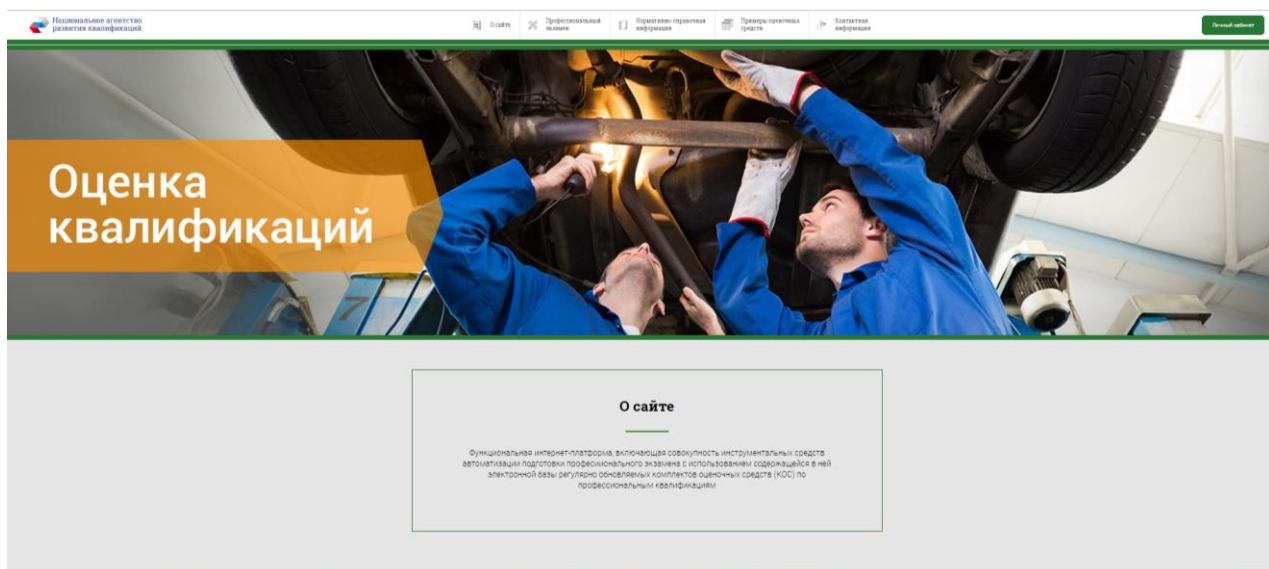 Национальное агентство
развития квалификаций
О сайте
Профессиональный
экзамен
Нормативно-справочная
информация
Примеры оценочных
средств
Контактная
информация
Личный кабинет
Оценка
квалификаций
7
О сайте
Функциональная интернет-платформа, включающая совокупность инструментальных средств
автоматизации подготовки професиионального экзамена с использованием содержащейся в ней
электронной базы регулярно обновляемых комплектов оценочных средств (КОС) по
профессиональным квалификациям